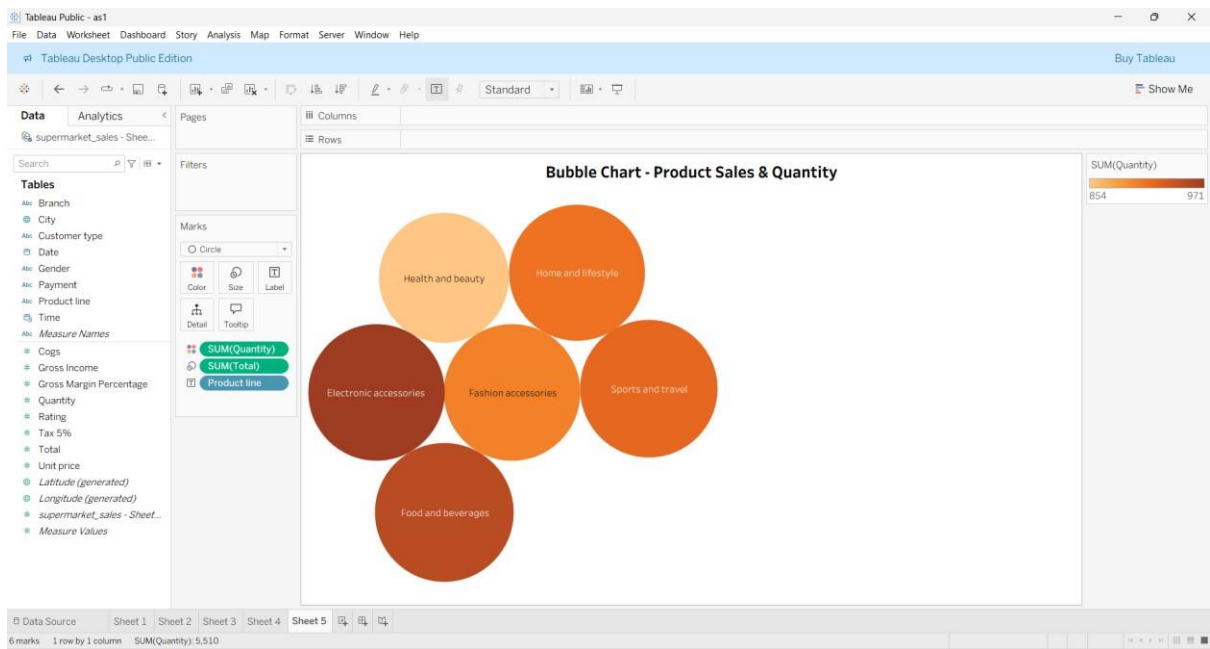 Tableau Public - as1
File Data Worksheet Dashboard Story Analysis Map Format Server Window Help
Tableau Desktop Public Edition
Buy Tableau
Standard
Show Me
Data Analytics
Pages
Columns
supermarket_sales - Shee...
Rows
Search
Filters
Bubble Chart - Product Sales & Quantity
SUM(Quantity)
854 971
Tables
Abc Branch
City
Abc Customer type
Date
Abc Gender
Abc Payment
Abc Product line
Time
Abc Measure Names
Cogs
Gross Income
Gross Margin Percentage
Quantity
Rating
Tax 5%
Total
Unit price
Latitude (generated)
Longitude (generated)
supermarket_sales - Sheet...
Measure Values
Marks
Circle
Color Size Label
Detail Tooltip
SUM(Quantity)
SUM(Total)
Product line
Health and beauty
Home and lifestyle
Electronic accessories
Fashion accessories
Sports and travel
Food and beverages
Data Source Sheet 1 Sheet 2 Sheet 3 Sheet 4 Sheet 5
6 marks 1 row by 1 column SUM(Quantity): 5,510